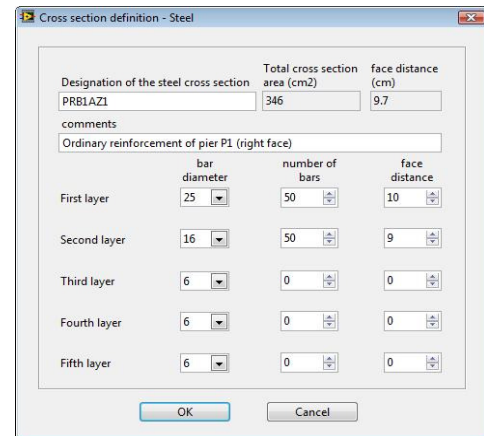 Cross section definition - Steel
Total cross section face distance
Designation of the steel cross section area (cm2) (cm)
PRB1AZ1 346 9.7
comments
Ordinary reinforcement of pier P1 (right face)
bar number of face
diameter bars distance
First layer 25 50 10
Second layer 16 50 9
Third layer 6 0 0
Fourth layer 6 0 0
Fifth layer 6 0 0
OK Cancel